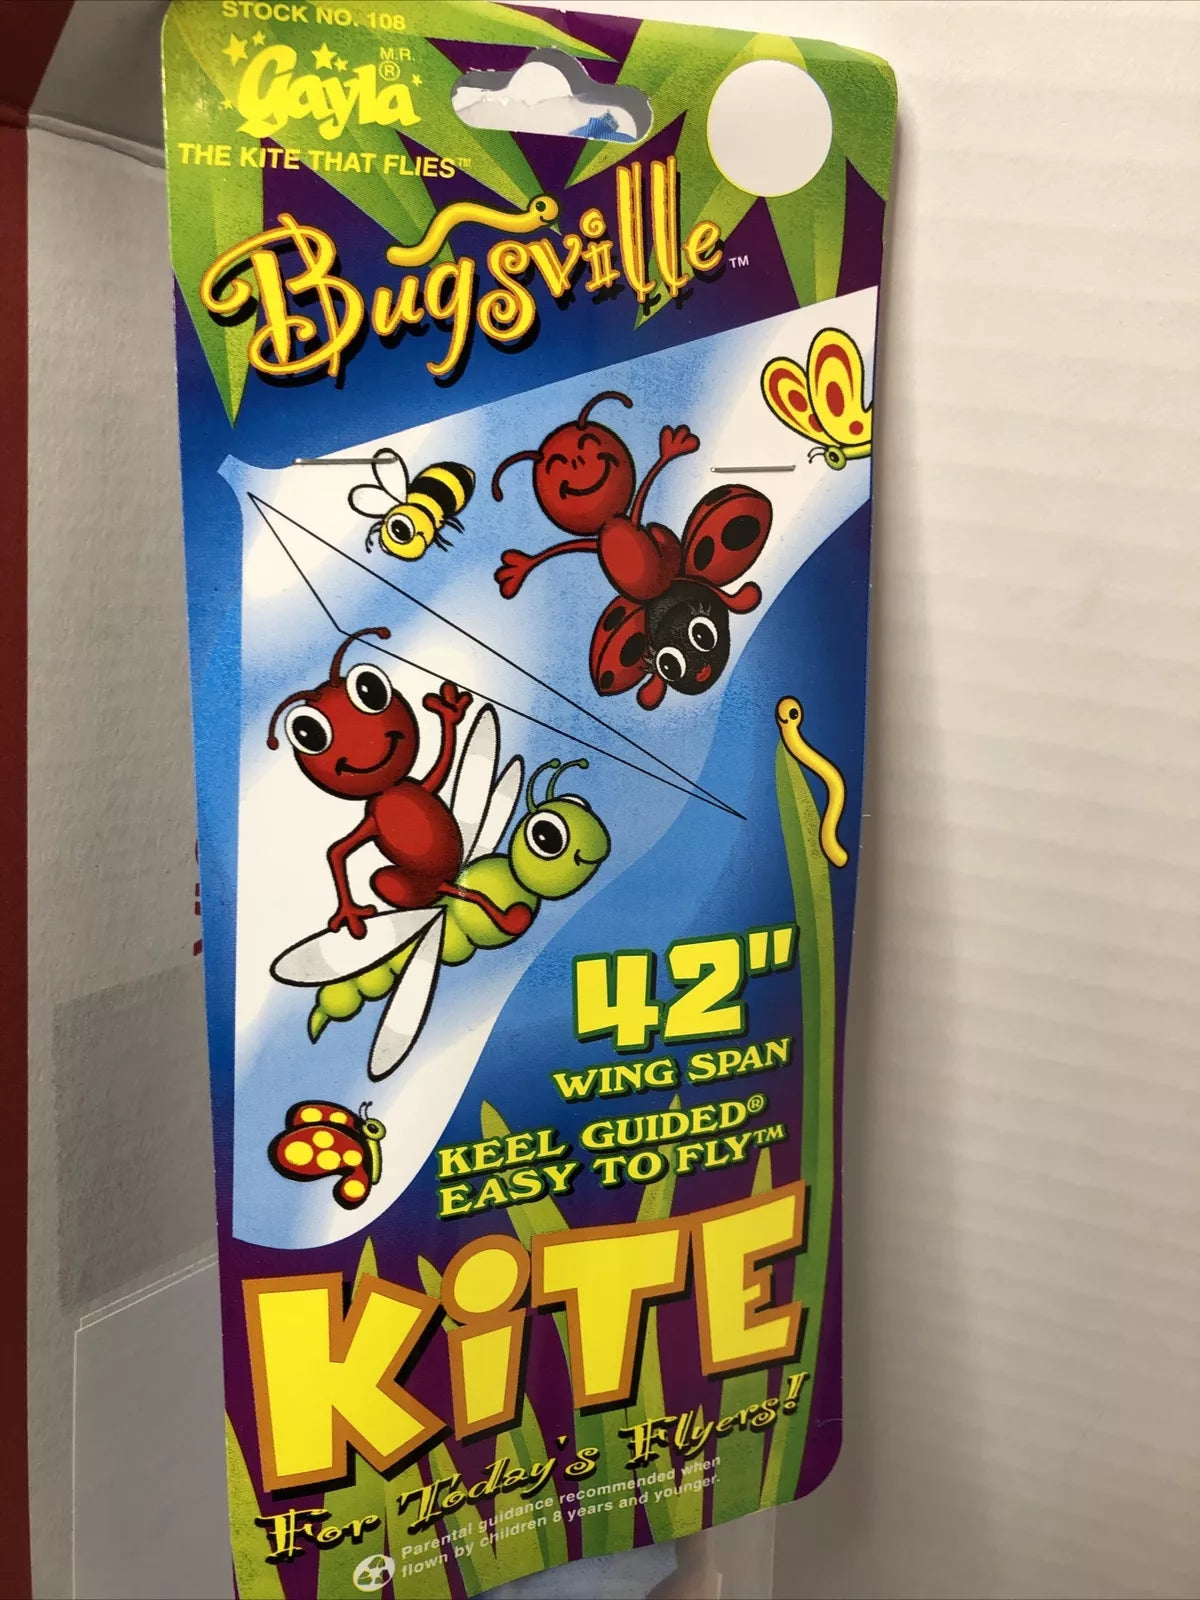 STOCK NO. 108
Gayla M.R. ®
THE KITE THAT FLIES™
Bugsville™
42"
WING SPAN
KEEL GUIDED®
EASY TO FLY™
KiTE
For Today's Flyers!
Parental guidance recommended when
flown by children 8 years and younger.